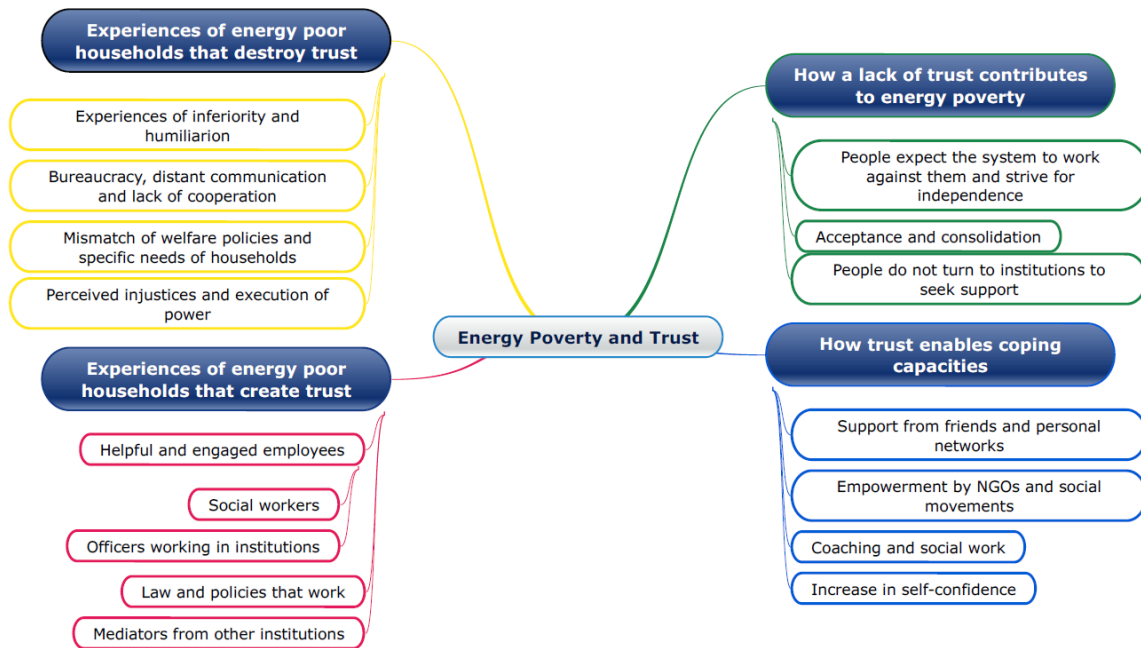 Experiences of energy poor
households that destroy trust
Experiences of inferiority and
humiliarion
Bureaucracy, distant communication
and lack of cooperation
Mismatch of welfare policies and
specific needs of households
Perceived injustices and execution of
power
Experiences of energy poor
households that create trust
Helpful and engaged employees
Social workers
Officers working in institutions
Law and policies that work
Mediators from other institutions
Energy Poverty and Trust
How a lack of trust contributes
to energy poverty
People expect the system to work
against them and strive for
independence
Acceptance and consolidation
People do not turn to institutions to
seek support
How trust enables coping
capacities
Support from friends and personal
networks
Empowerment by NGOs and social
movements
Coaching and social work
Increase in self-confidence